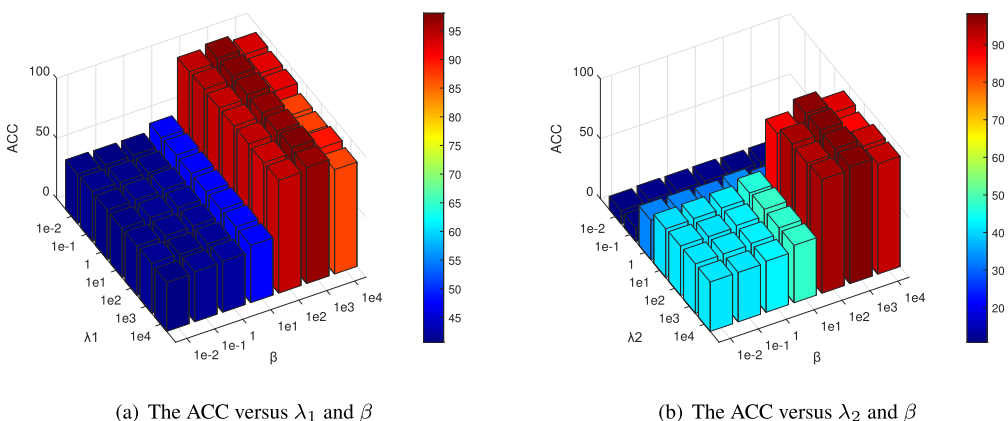 100
50
0
ACC
1e-2
1e-1
1
1e1
1e2
1e3
1e4
λ1
1e-2
1e-1
1
1e1
1e2
1e3
1e4
β
95
90
85
80
75
70
65
60
55
50
45
100
50
0
ACC
1e-2
1e-1
1
1e1
1e2
1e3
1e4
λ2
1e-2
1e-1
1
1e1
1e2
1e3
1e4
β
90
80
70
60
50
40
30
20
(a) The ACC versus λ₁ and β
(b) The ACC versus λ₂ and β